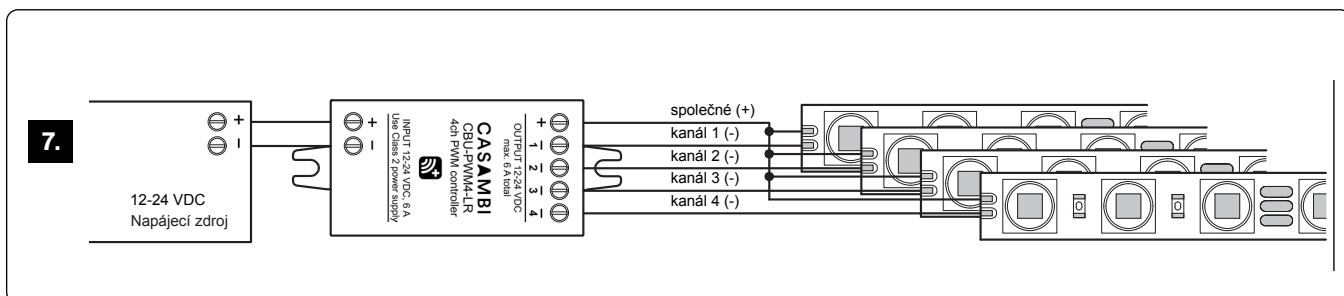 7.
12-24 VDC
Napájecí zdroj
+
−
+
−
INPUT 12-24 VDC, 6 A
Use Class 2 power supply
CASAMBI
CBU-PWM4-LR
4ch PWM controller
OUTPUT 12-24 VDC
max. 6 A total
+
1 −
2 −
3 −
4 −
společné (+)
kanál 1 (-)
kanál 2 (-)
kanál 3 (-)
kanál 4 (-)